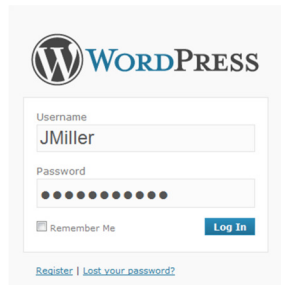 WORDPRESS
Username
JMiller
Password
●●●●●●●●●●●
Remember Me
Log In
Register | Lost your password?